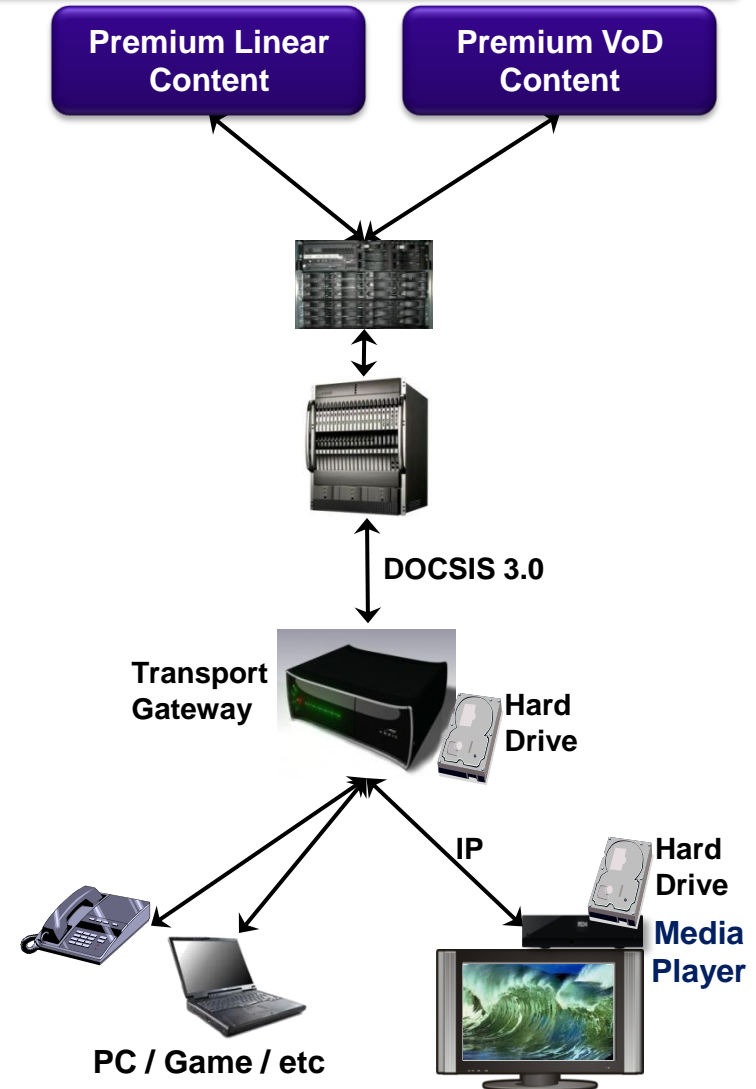 Premium Linear
Content
Premium VoD
Content
DOCSIS 3.0
Transport
Gateway
Hard
Drive
IP
Hard
Drive
Media
Player
PC / Game / etc